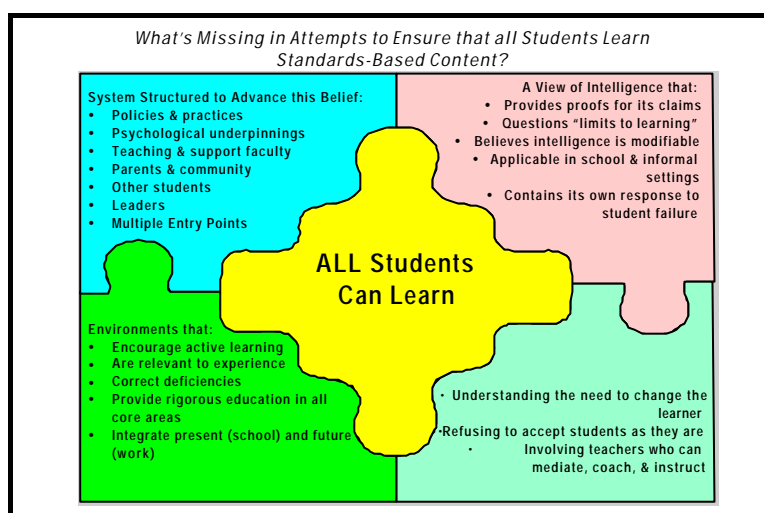 What's Missing in Attempts to Ensure that all Students Learn
Standards-Based Content?
System Structured to Advance this Belief:
• Policies & practices
• Psychological underpinnings
• Teaching & support faculty
• Parents & community
• Other students
• Leaders
• Multiple Entry Points
A View of Intelligence that:
• Provides proofs for its claims
• Questions "limits to learning"
• Believes intelligence is modifiable
• Applicable in school & informal
settings
• Contains its own response to
student failure
ALL Students
Can Learn
Environments that:
• Encourage active learning
• Are relevant to experience
• Correct deficiencies
• Provide rigorous education in all
core areas
• Integrate present (school) and future
(work)
• Understanding the need to change the
learner
•Refusing to accept students as they are
• Involving teachers who can
mediate, coach, & instruct